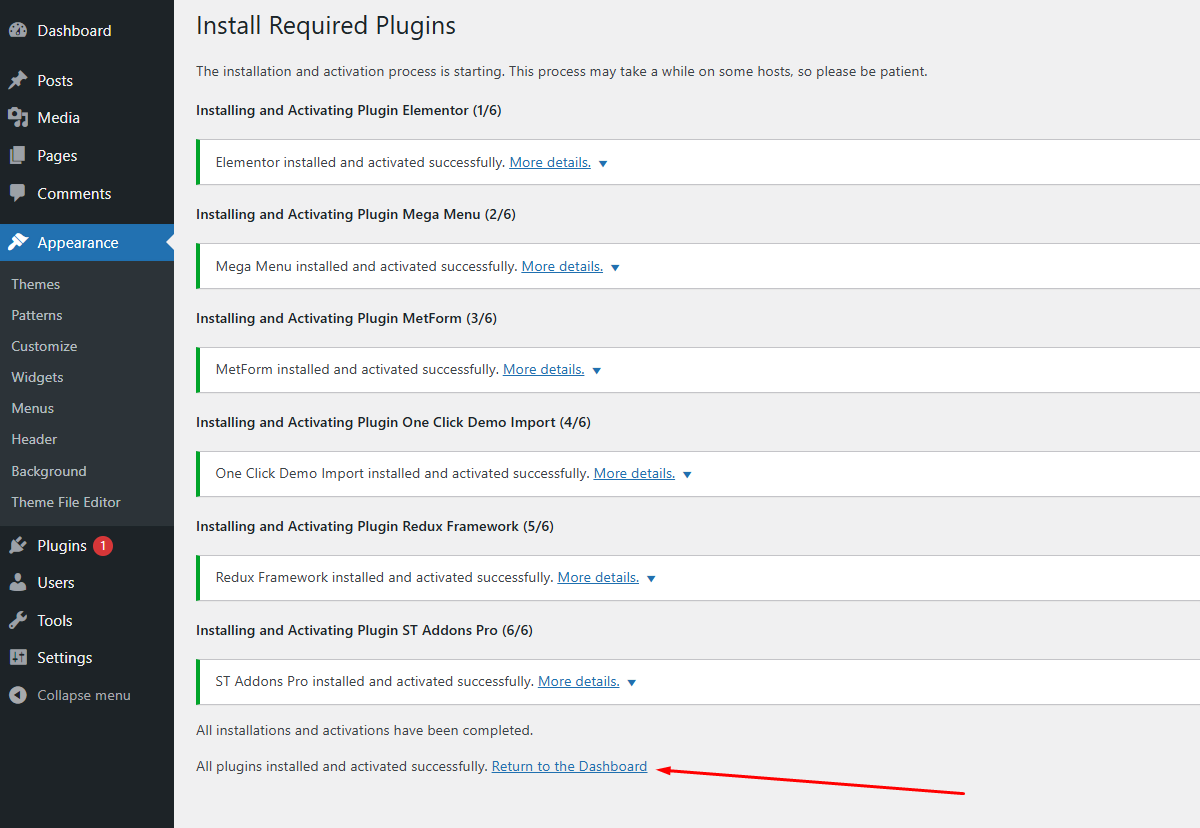 Dashboard
Posts
Media
Pages
Comments
Appearance
Themes
Patterns
Customize
Widgets
Menus
Header
Background
Theme File Editor
Plugins 1
Users
Tools
Settings
Collapse menu
Install Required Plugins
The installation and activation process is starting. This process may take a while on some hosts, so please be patient.
Installing and Activating Plugin Elementor (1/6)
Elementor installed and activated successfully. More details.
Installing and Activating Plugin Mega Menu (2/6)
Mega Menu installed and activated successfully. More details.
Installing and Activating Plugin MetForm (3/6)
MetForm installed and activated successfully. More details.
Installing and Activating Plugin One Click Demo Import (4/6)
One Click Demo Import installed and activated successfully. More details.
Installing and Activating Plugin Redux Framework (5/6)
Redux Framework installed and activated successfully. More details.
Installing and Activating Plugin ST Addons Pro (6/6)
ST Addons Pro installed and activated successfully. More details.
All installations and activations have been completed.
All plugins installed and activated successfully. Return to the Dashboard